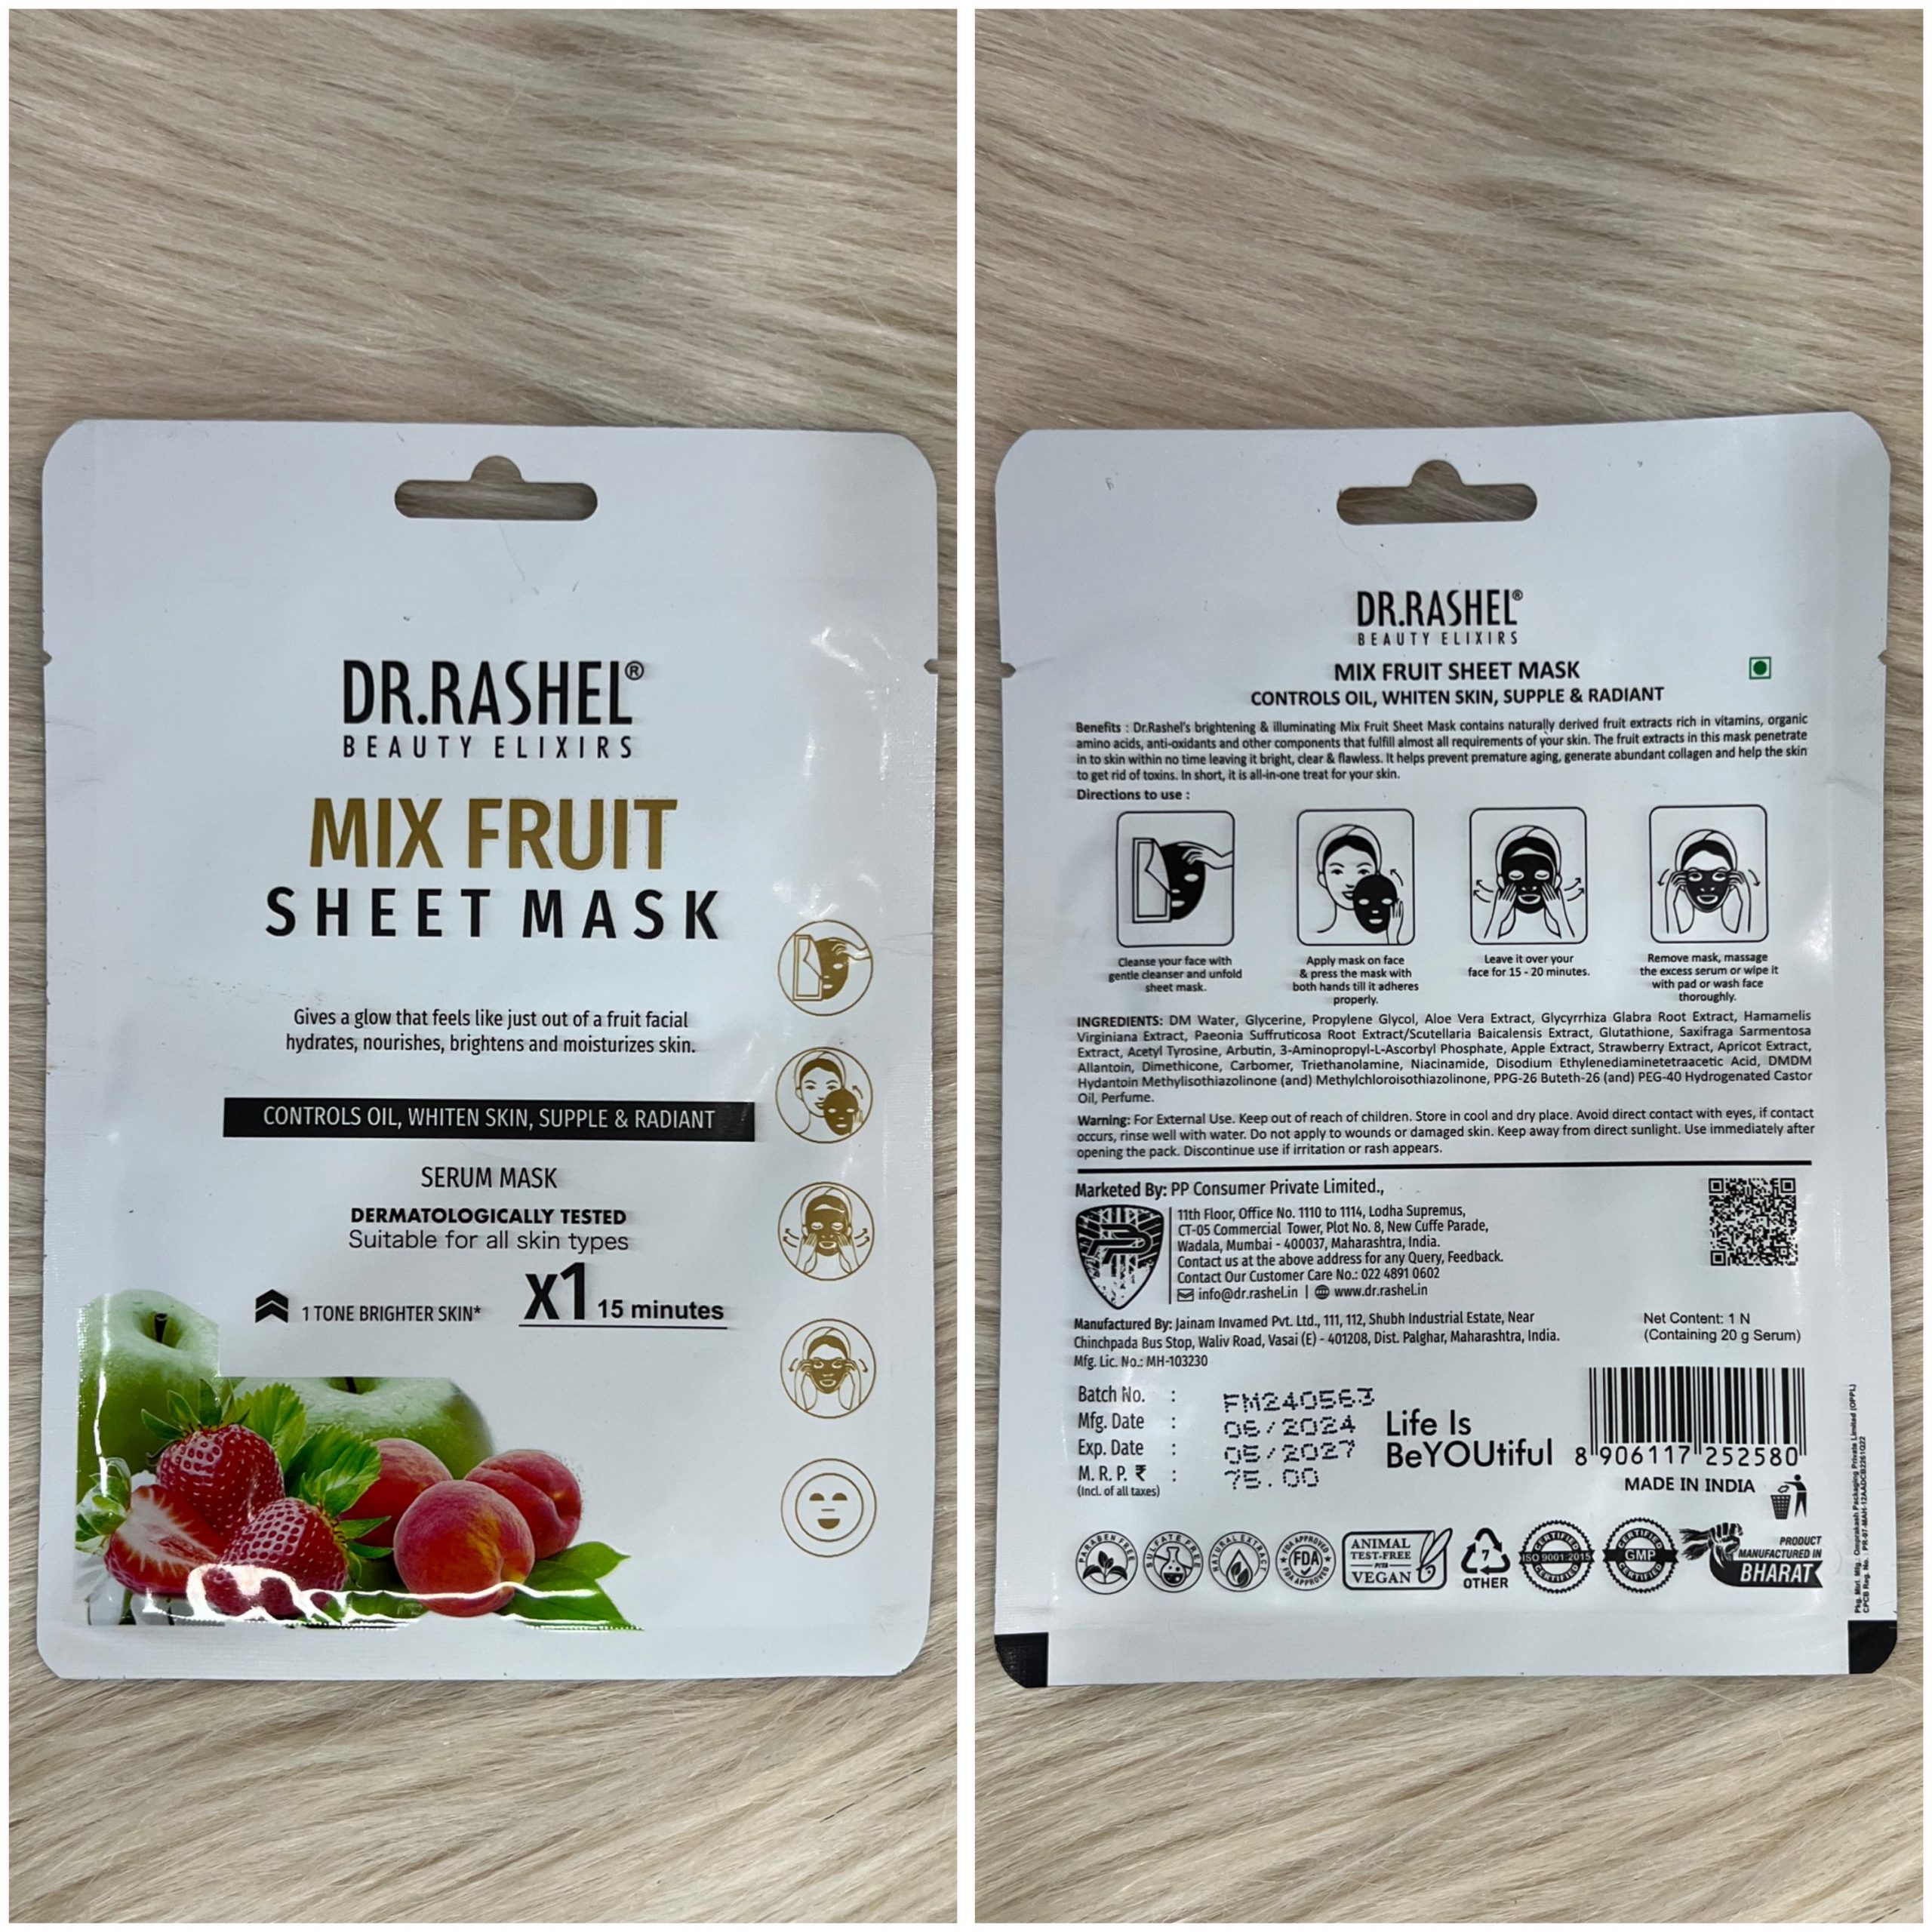 DR.RASHEL®
BEAUTY ELIXIRS
MIX FRUIT
SHEET MASK
Gives a glow that feels like just out of a fruit facial
hydrates, nourishes, brightens and moisturizes skin.
CONTROLS OIL, WHITEN SKIN, SUPPLE & RADIANT
SERUM MASK
DERMATOLOGICALLY TESTED
Suitable for all skin types
1 TONE BRIGHTER SKIN* x1 15 minutes
DR.RASHEL®
BEAUTY ELIXIRS
MIX FRUIT SHEET MASK
CONTROLS OIL, WHITEN SKIN, SUPPLE & RADIANT
Benefits : Dr.Rashel's brightening & illuminating Mix Fruit Sheet Mask contains naturally derived fruit extracts rich in vitamins, organic
amino acids, anti-oxidants and other components that fulfill almost all requirements of your skin. The fruit extracts in this mask penetrate
in to skin within no time leaving it bright, clear & flawless. It helps prevent premature aging, generate abundant collagen and help the skin
to get rid of toxins. In short, it is all-in-one treat for your skin.
Directions to use :
Cleanse your face with
gentle cleanser and unfold
sheet mask.
Apply mask on face
& press the mask with
both hands till it adheres
properly.
Leave it over your
face for 15 - 20 minutes.
Remove mask, massage
the excess serum or wipe it
with pad or wash face
thoroughly.
INGREDIENTS: DM Water, Glycerine, Propylene Glycol, Aloe Vera Extract, Glycyrrhiza Glabra Root Extract, Hamamelis
Virginiana Extract, Paeonia Suffruticosa Root Extract/Scutellaria Baicalensis Extract, Glutathione, Saxifraga Sarmentosa
Extract, Acetyl Tyrosine, Arbutin, 3-Aminopropyl-L-Ascorbyl Phosphate, Apple Extract, Strawberry Extract, Apricot Extract,
Allantoin, Dimethicone, Carbomer, Triethanolamine, Niacinamide, Disodium Ethylenediaminetetraacetic Acid, DMDM
Hydantoin Methylisothiazolinone (and) Methylchloroisothiazolinone, PPG-26 Buteth-26 (and) PEG-40 Hydrogenated Castor
Oil, Perfume.
Warning: For External Use. Keep out of reach of children. Store in cool and dry place. Avoid direct contact with eyes, if contact
occurs, rinse well with water. Do not apply to wounds or damaged skin. Keep away from direct sunlight. Use immediately after
opening the pack. Discontinue use if irritation or rash appears.
Marketed By: PP Consumer Private Limited.,
11th Floor, Office No. 1110 to 1114, Lodha Supremus,
CT-05 Commercial Tower, Plot No. 8, New Cuffe Parade,
Wadala, Mumbai - 400037, Maharashtra, India.
Contact us at the above address for any Query, Feedback.
Contact Our Customer Care No.: 022 4891 0602
info@dr.rashel.in | www.dr.rashel.in
Manufactured By: Jainam Invamed Pvt. Ltd., 111, 112, Shubh Industrial Estate, Near
Chinchpada Bus Stop, Waliv Road, Vasai (E) - 401208, Dist. Palghar, Maharashtra, India.
Mfg. Lic. No.: MH-103230
Net Content: 1 N
(Containing 20 g Serum)
Batch No. : FM240563
Mfg. Date : 06/2024
Exp. Date : 05/2027
M. R. P. ₹ : 75.00
(Incl. of all taxes)
Life Is
BeYOUtiful
8 906117 252580
MADE IN INDIA
PARABEN FREE
SULFATE FREE
NATURAL EXTRACT
FDA APPROVED
FDA
FDA APPROVED
ANIMAL
TEST-FREE
PETA
VEGAN
7
OTHER
CERTIFIED
ISO 9001:2015
CERTIFIED
CERTIFIED
GMP
CERTIFIED
PRODUCT
MANUFACTURED IN
BHARAT